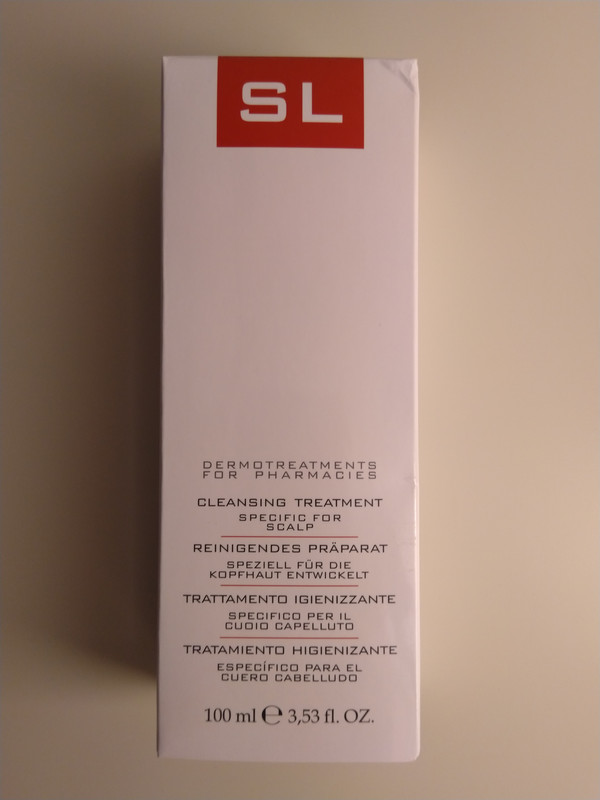 SL
DERMOTREATMENTS
FOR PHARMACIES
CLEANSING TREATMENT
SPECIFIC FOR
SCALP
REINIGENDES PRÄPARAT
SPEZIELL FÜR DIE
KOPFHAUT ENTWICKELT
TRATTAMENTO IGIENIZZANTE
SPECIFICO PER IL
CUOIO CAPELLUTO
TRATAMIENTO HIGIENIZANTE
ESPECÍFICO PARA EL
CUERO CABELLUDO
100 ml ℮ 3,53 fl. OZ.